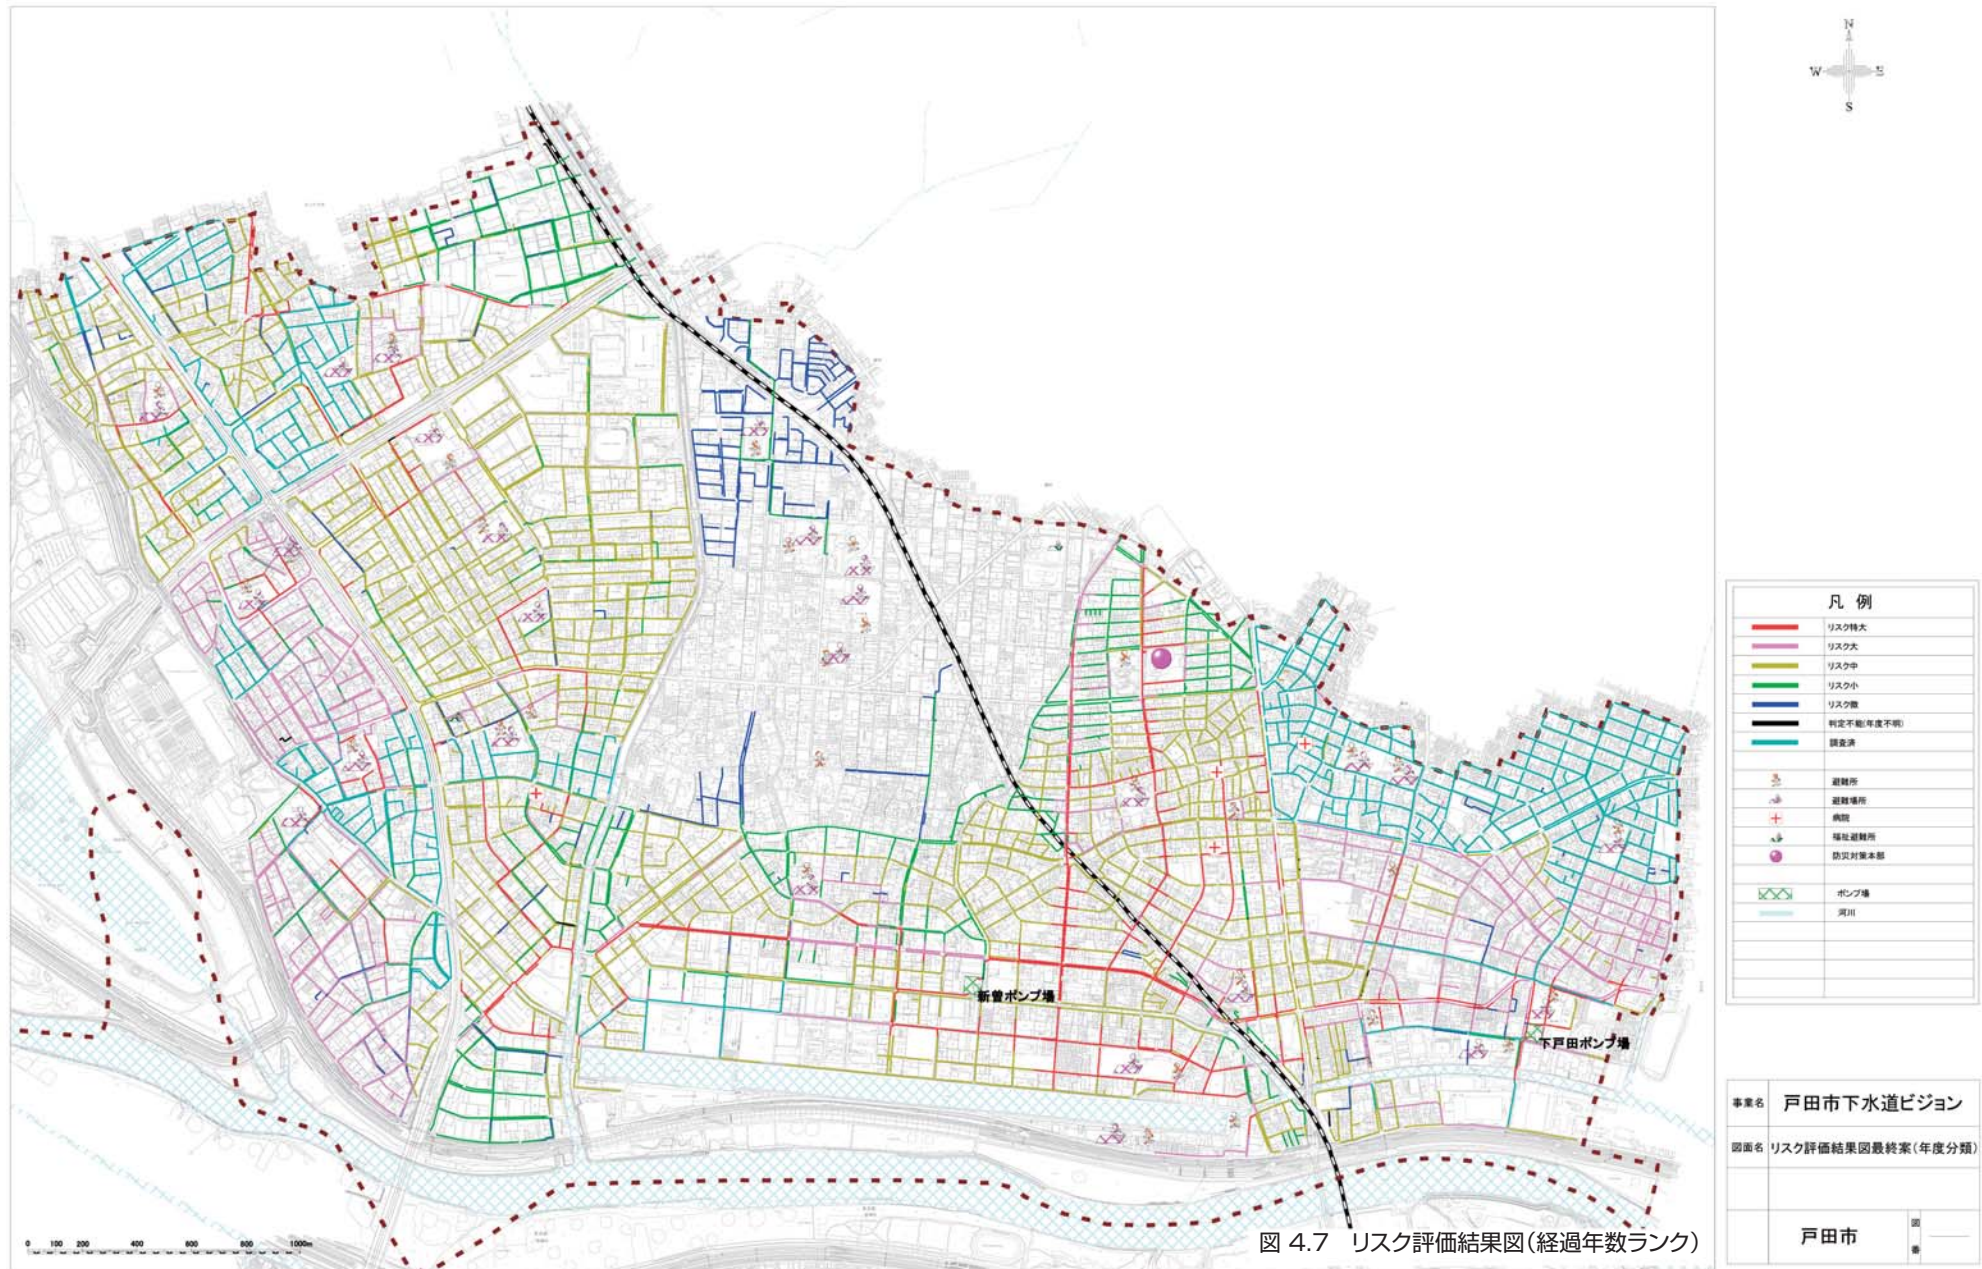 N
W
E
S
凡 例
リスク特大
リスク大
リスク中
リスク小
リスク微
判定不能(年度不明)
調査済
避難所
避難場所
病院
福祉避難所
防災対策本部
ポンプ場
河川
新曽ポンプ場
下戸田ポンプ場
事業名 戸田市下水道ビジョン
図面名 リスク評価結果図最終案(年度分類)
戸田市 図番
0 100 200 400 600 800 1000m
図 4.7 リスク評価結果図(経過年数ランク)